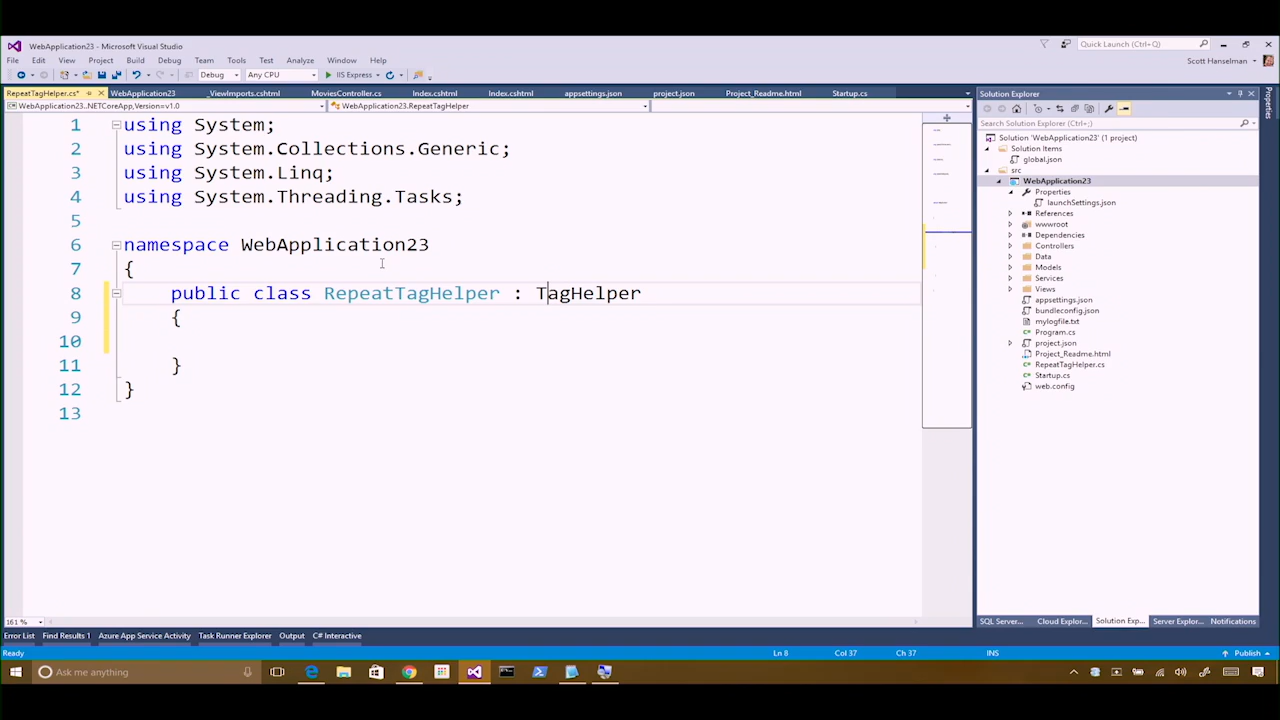 WebApplication23 - Microsoft Visual Studio
Quick Launch (Ctrl+;)
File Edit View Project Build Debug Team Tools Test Analyze Window Help
Scott Hanselman
Debug Any CPU IIS Express
RepeatTagHelper.cs* WebApplication23 _ViewImports.cshtml MoviesController.cs Index.cshtml Index.cshtml appsettings.json project.json Project_Readme.html Startup.cs
WebApplication23..NETCoreApp,Version=v1.0 WebApplication23.RepeatTagHelper
1 using System;
2 using System.Collections.Generic;
3 using System.Linq;
4 using System.Threading.Tasks;
5
6 namespace WebApplication23
7 {
8 public class RepeatTagHelper : TagHelper
9 {
10
11 }
12 }
13
161 %
Solution Explorer
Search Solution Explorer (Ctrl+;)
Solution 'WebApplication23' (1 project)
Solution Items
global.json
src
WebApplication23
Properties
launchSettings.json
References
wwwroot
Dependencies
Controllers
Data
Models
Services
Views
appsettings.json
bundleconfig.json
mylogfile.txt
Program.cs
project.json
Project_Readme.html
RepeatTagHelper.cs
Startup.cs
web.config
Properties
SQL Server... Cloud Explor... Solution Exp... Server Explor... Notifications
Error List Find Results 1 Azure App Service Activity Task Runner Explorer Output C# Interactive
Ready Ln 8 Col 37 Ch 37 INS Publish
Ask me anything